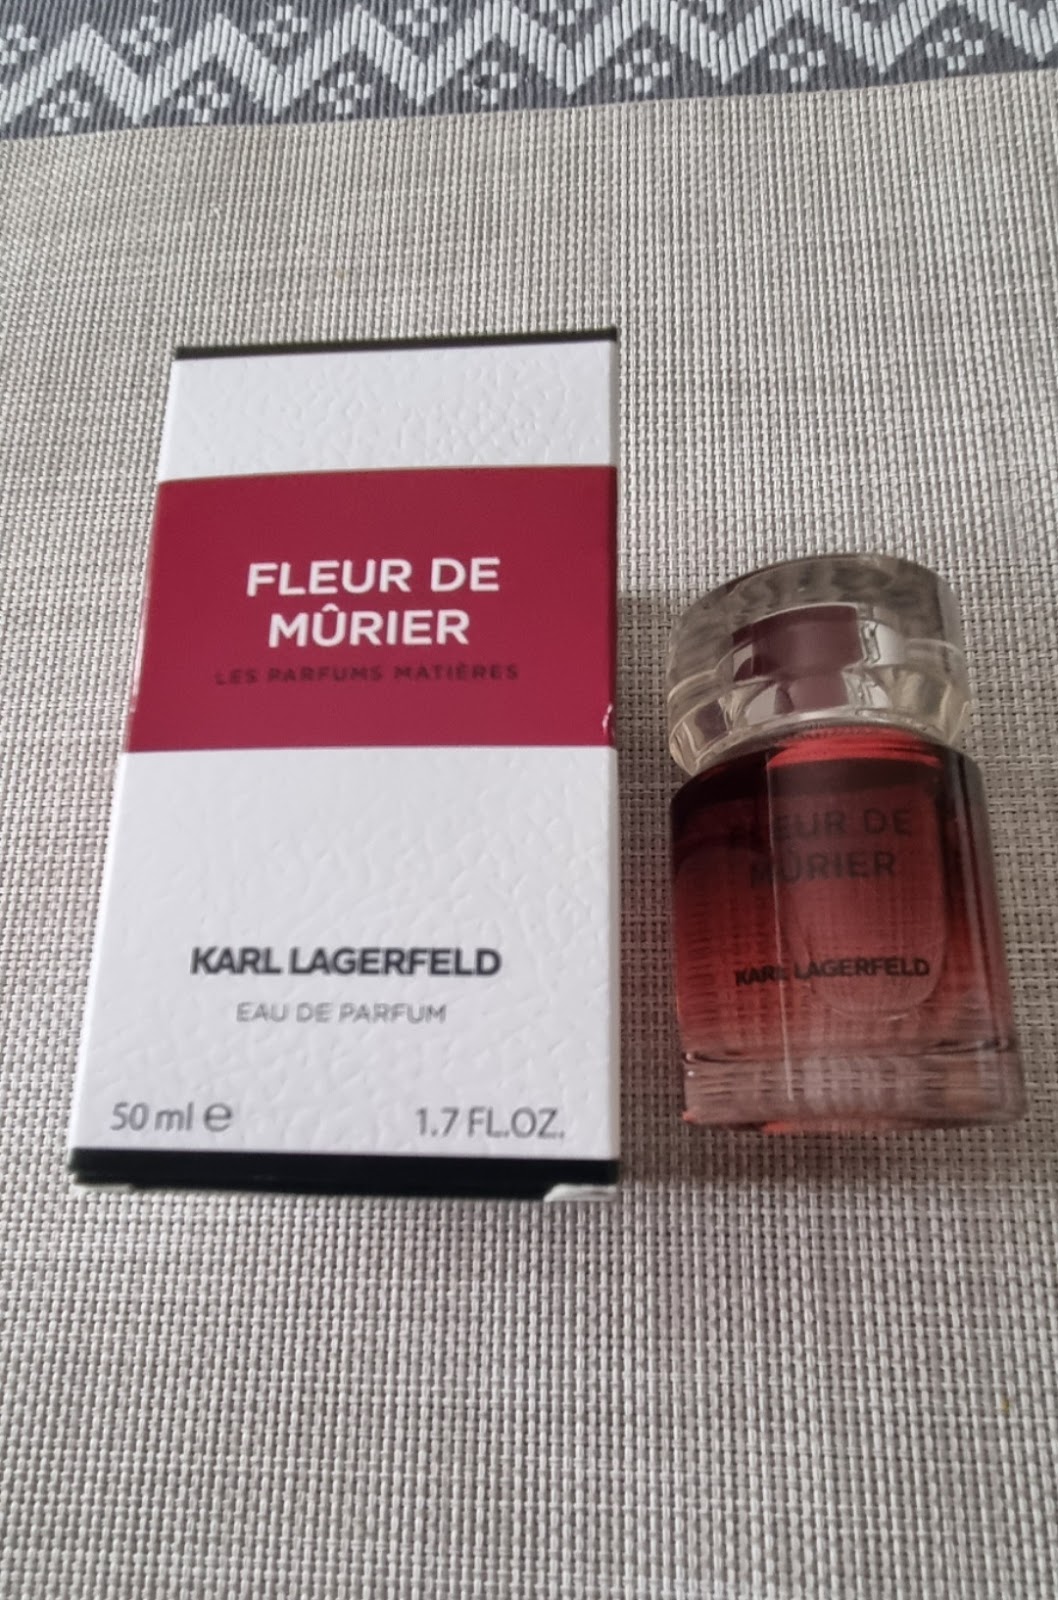 FLEUR DE
MÛRIER
LES PARFUMS MATIÈRES
KARL LAGERFELD
EAU DE PARFUM
50 ml ℮
1.7 FL.OZ.
FLEUR DE
MÛRIER
KARL LAGERFELD